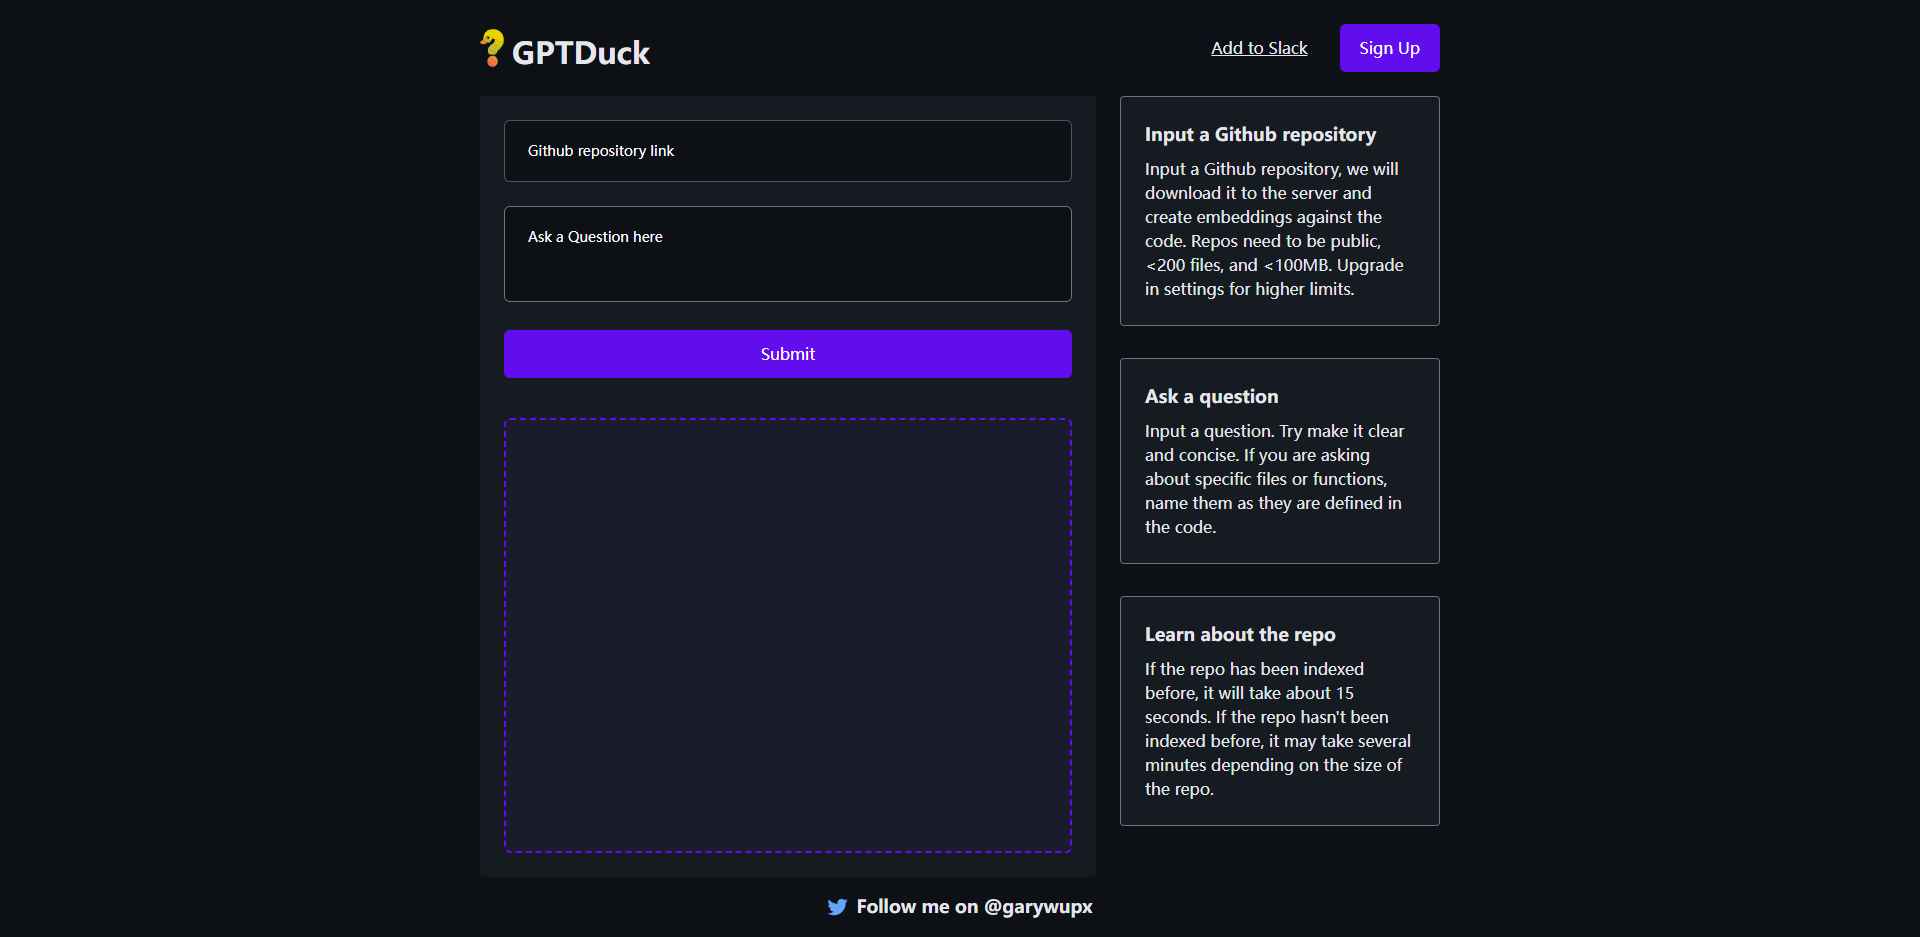 GPTDuck
Add to Slack
Sign Up
Github repository link
Ask a Question here
Submit
Input a Github repository
Input a Github repository, we will
download it to the server and
create embeddings against the
code. Repos need to be public,
<200 files, and <100MB. Upgrade
in settings for higher limits.
Ask a question
Input a question. Try make it clear
and concise. If you are asking
about specific files or functions,
name them as they are defined in
the code.
Learn about the repo
If the repo has been indexed
before, it will take about 15
seconds. If the repo hasn't been
indexed before, it may take several
minutes depending on the size of
the repo.
Follow me on @garywupx